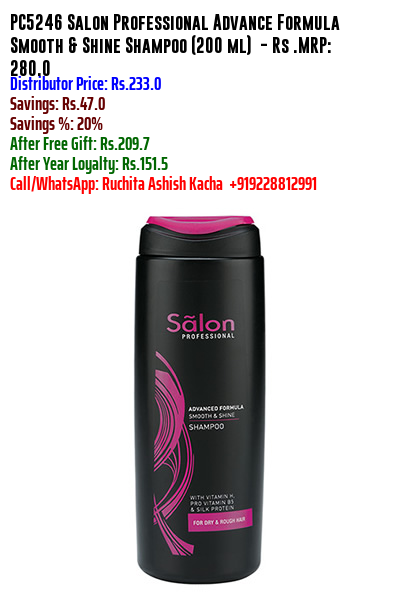 PC5246 Salon Professional Advance Formula
Smooth & Shine Shampoo (200 ml)  - Rs .MRP:
280.0
Distributor Price: Rs.233.0
Savings: Rs.47.0
Savings %: 20%
After Free Gift: Rs.209.7
After Year Loyalty: Rs.151.5
Call/WhatsApp: Ruchita Ashish Kacha  +919228812991
Sãlon
PROFESSIONAL
ADVANCED FORMULA
SMOOTH & SHINE
SHAMPOO
WITH VITAMIN H,
PRO VITAMIN B5
& SILK PROTEIN
FOR DRY & ROUGH HAIR